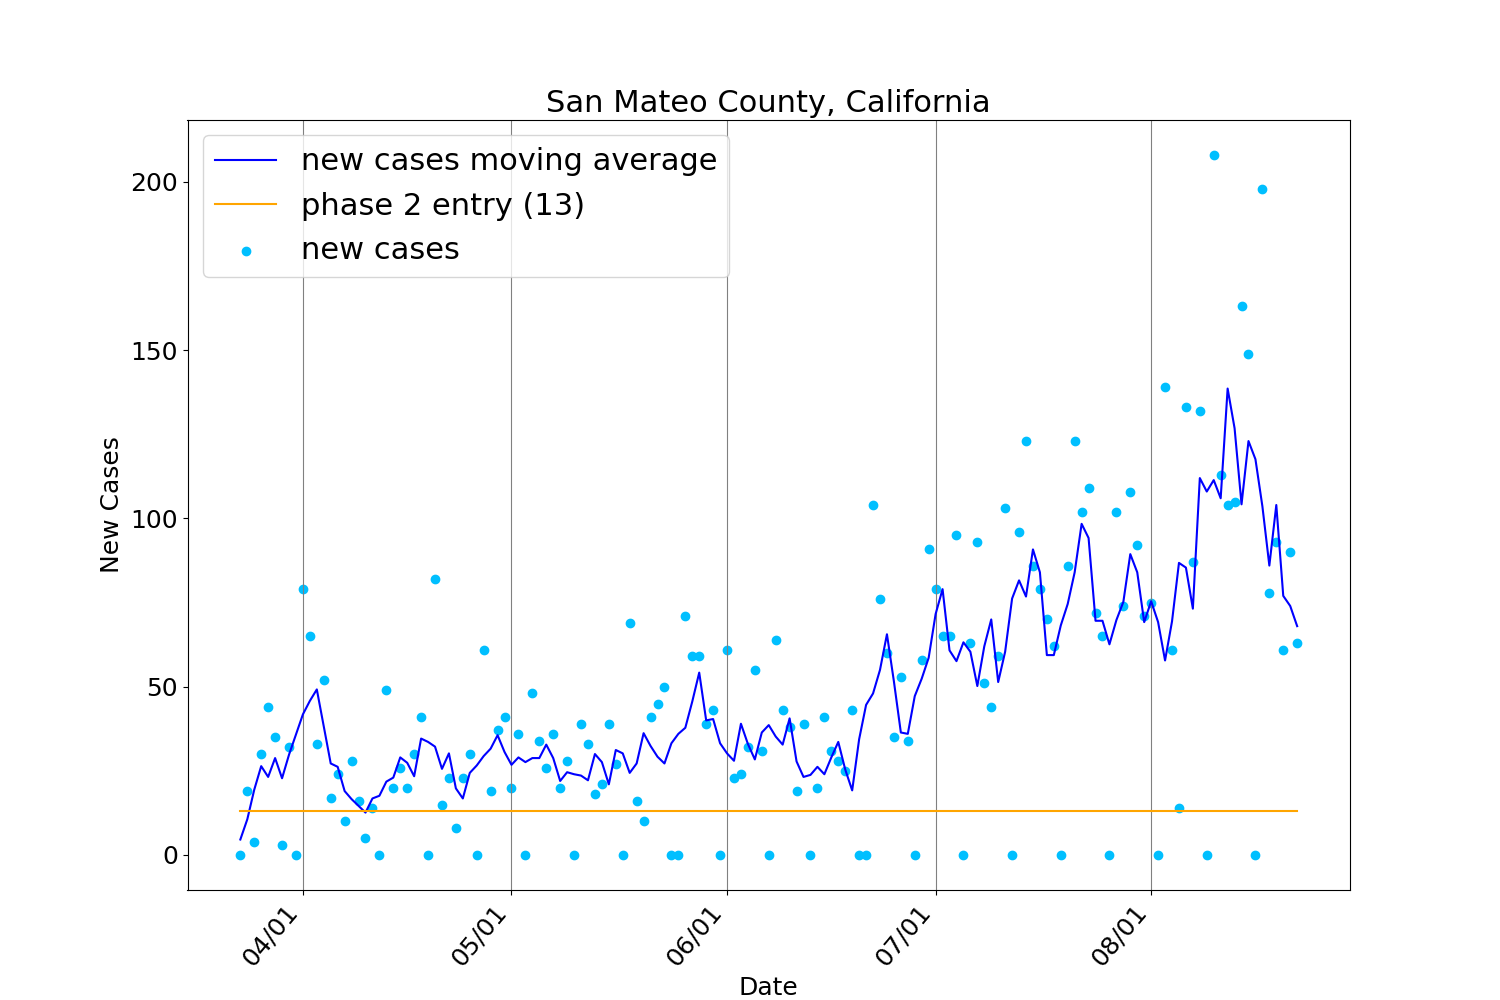 San Mateo County, California
new cases moving average
phase 2 entry (13)
new cases
200
150
100
50
0
New Cases
04/01
05/01
06/01
07/01
08/01
Date